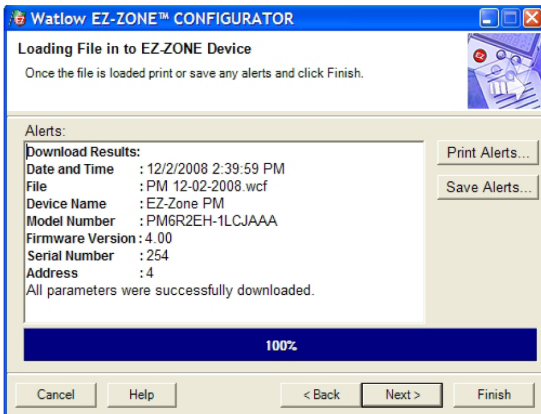 Watlow EZ-ZONE™ CONFIGURATOR
Loading File in to EZ-ZONE Device
Once the file is loaded print or save any alerts and click Finish.
Alerts:
Download Results:
Date and Time : 12/2/2008 2:39:59 PM
File : PM 12-02-2008.wcf
Device Name : EZ-Zone PM
Model Number : PM6R2EH-1LCJAAA
Firmware Version : 4.00
Serial Number : 254
Address : 4
All parameters were successfully downloaded.
Print Alerts...
Save Alerts...
100%
Cancel Help < Back Next > Finish